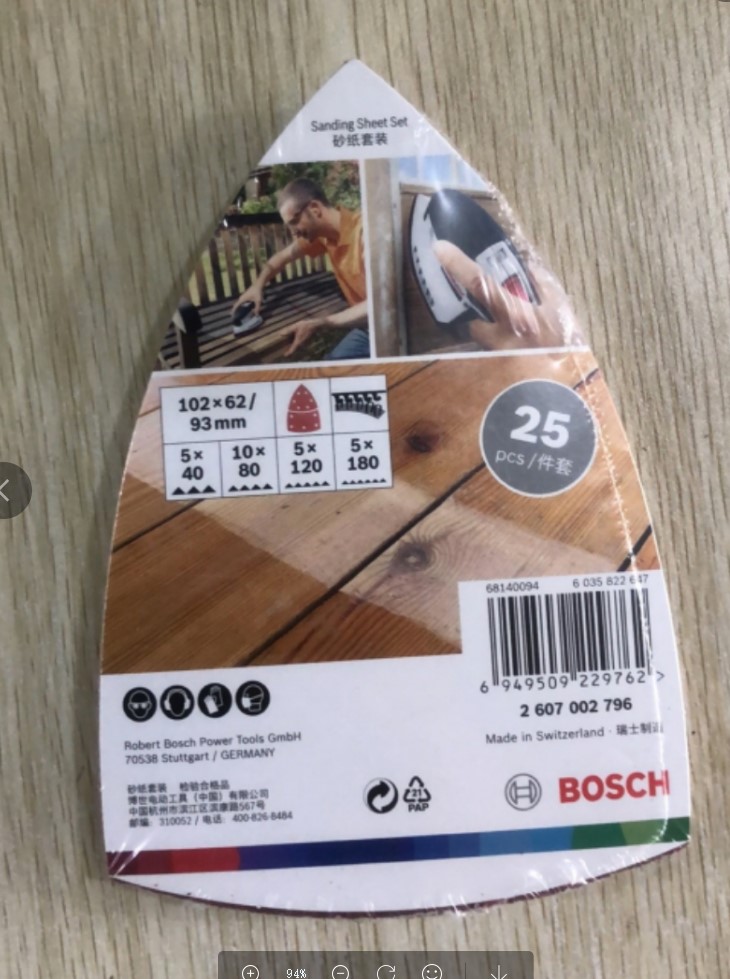 Sanding Sheet Set
砂纸套装
102×62/
93mm
5×
40
10×
80
5×
120
5×
180
25
pcs/件套
68140094 6 035 822 647
6 949509 229762 >
2 607 002 796
Made in Switzerland · 瑞士制造
Robert Bosch Power Tools GmbH
70538 Stuttgart / GERMANY
砂纸套装 检验合格品
博世电动工具（中国）有限公司
中国杭州市滨江区滨康路567号
邮编: 310052 / 电话: 400-826-8484
21
PAP
BOSCH
94%